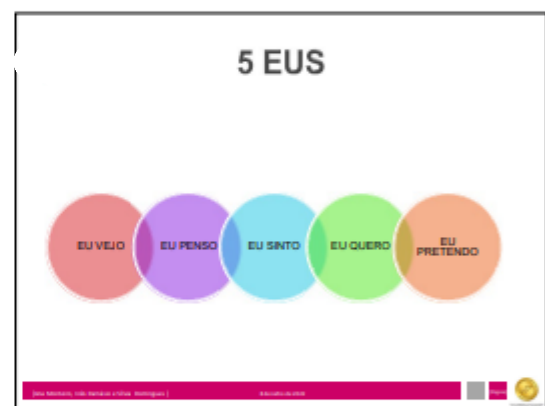 5 EUS
EU VEJO
EU PENSO
EU SINTO
EU QUERO
EU
PRETENDO